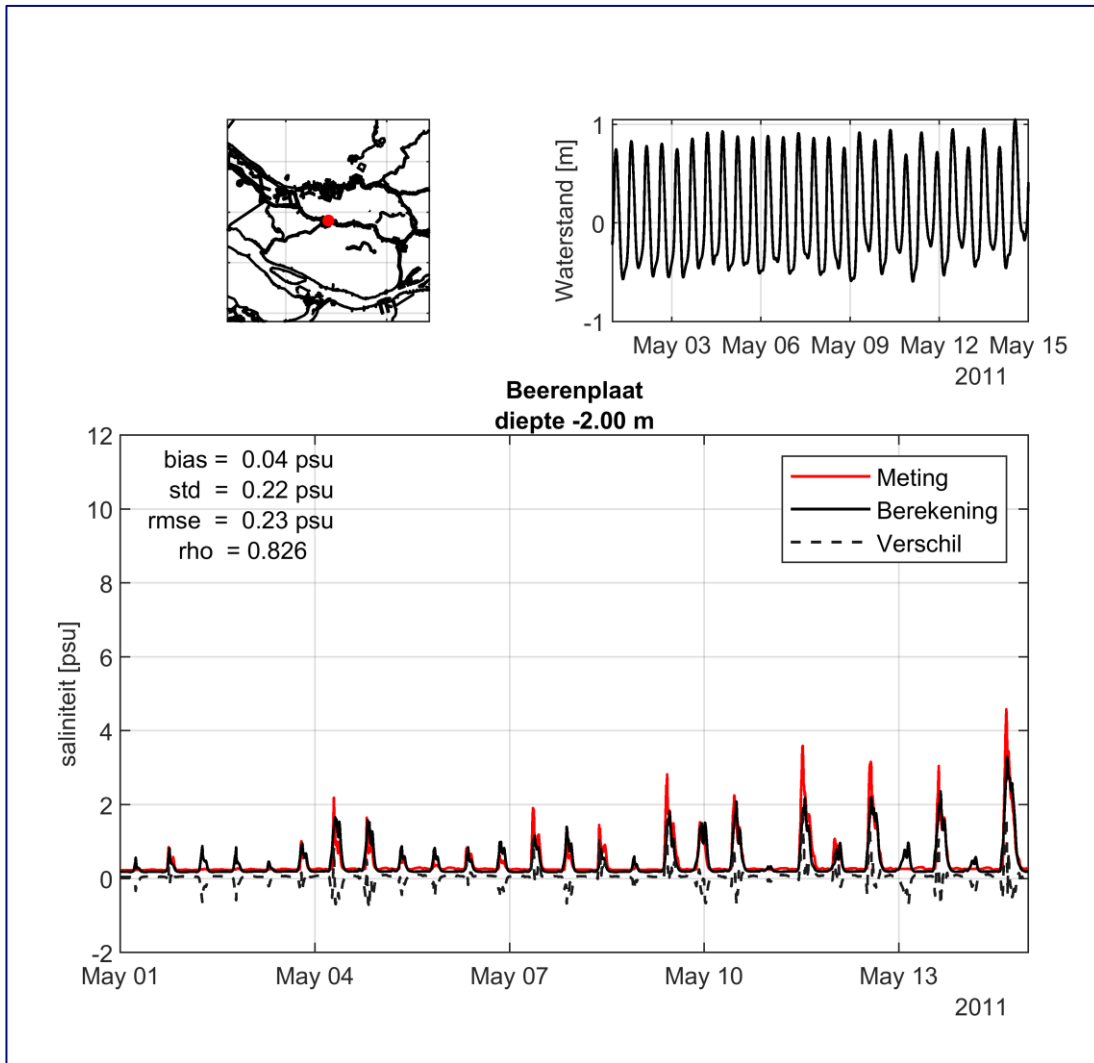 1
0
-1
Waterstand [m]
May 03 May 06 May 09 May 12 May 15
2011
Beerenplaat
diepte -2.00 m
12
10
8
6
4
2
0
-2
saliniteit [psu]
bias = 0.04 psu
std = 0.22 psu
rmse = 0.23 psu
rho = 0.826
Meting
Berekening
Verschil
May 01 May 04 May 07 May 10 May 13
2011